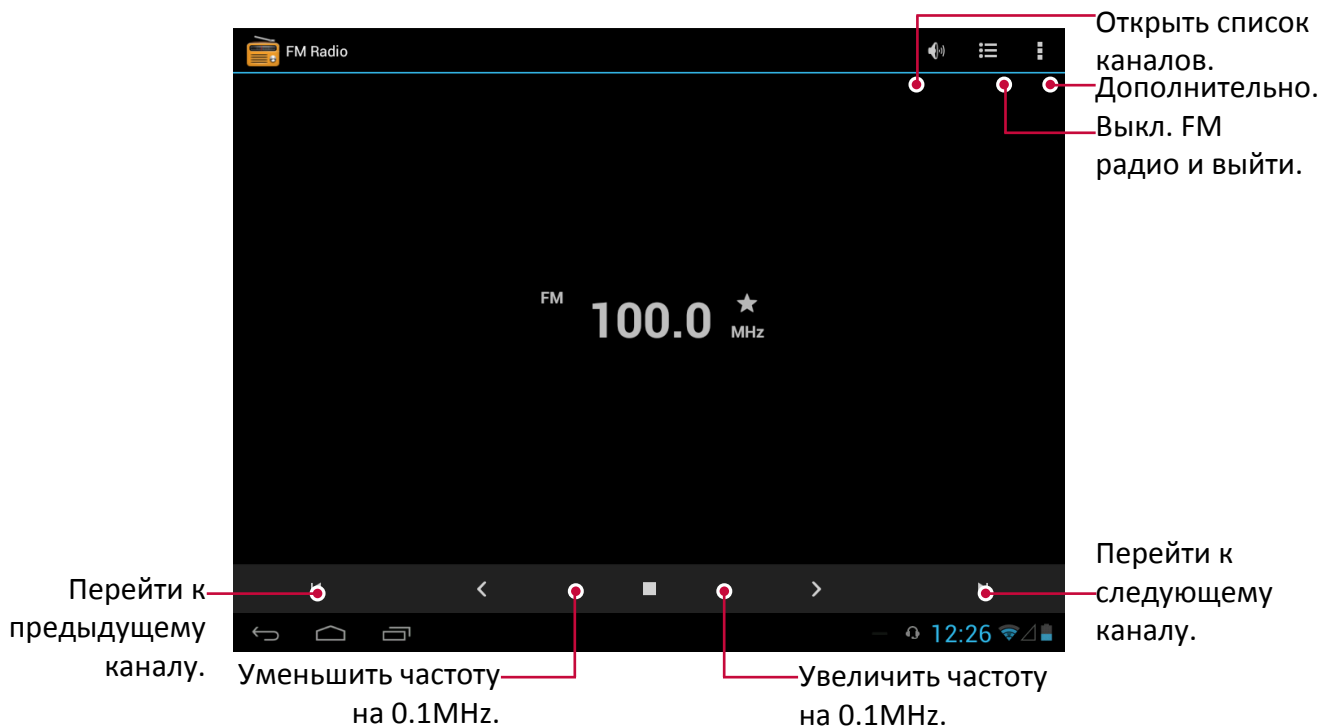 Открыть список
каналов.
FM Radio
Дополнительно.
Выкл. FM
радио и выйти.
FM 100.0 MHz
Перейти к
предыдущему
каналу.
Перейти к
следующему
каналу.
12:26
Уменьшить частоту
на 0.1MHz.
Увеличить частоту
на 0.1MHz.